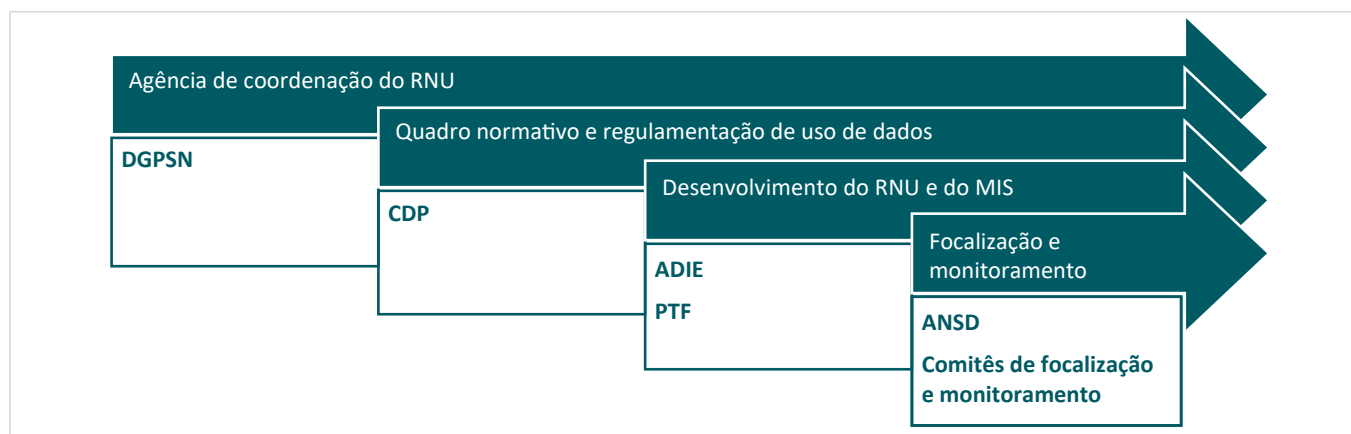 Agência de coordenação do RNU
DGPSN
Quadro normativo e regulamentação de uso de dados
CDP
Desenvolvimento do RNU e do MIS
ADIE
PTF
Focalização e
monitoramento
ANSD
Comitês de focalização
e monitoramento